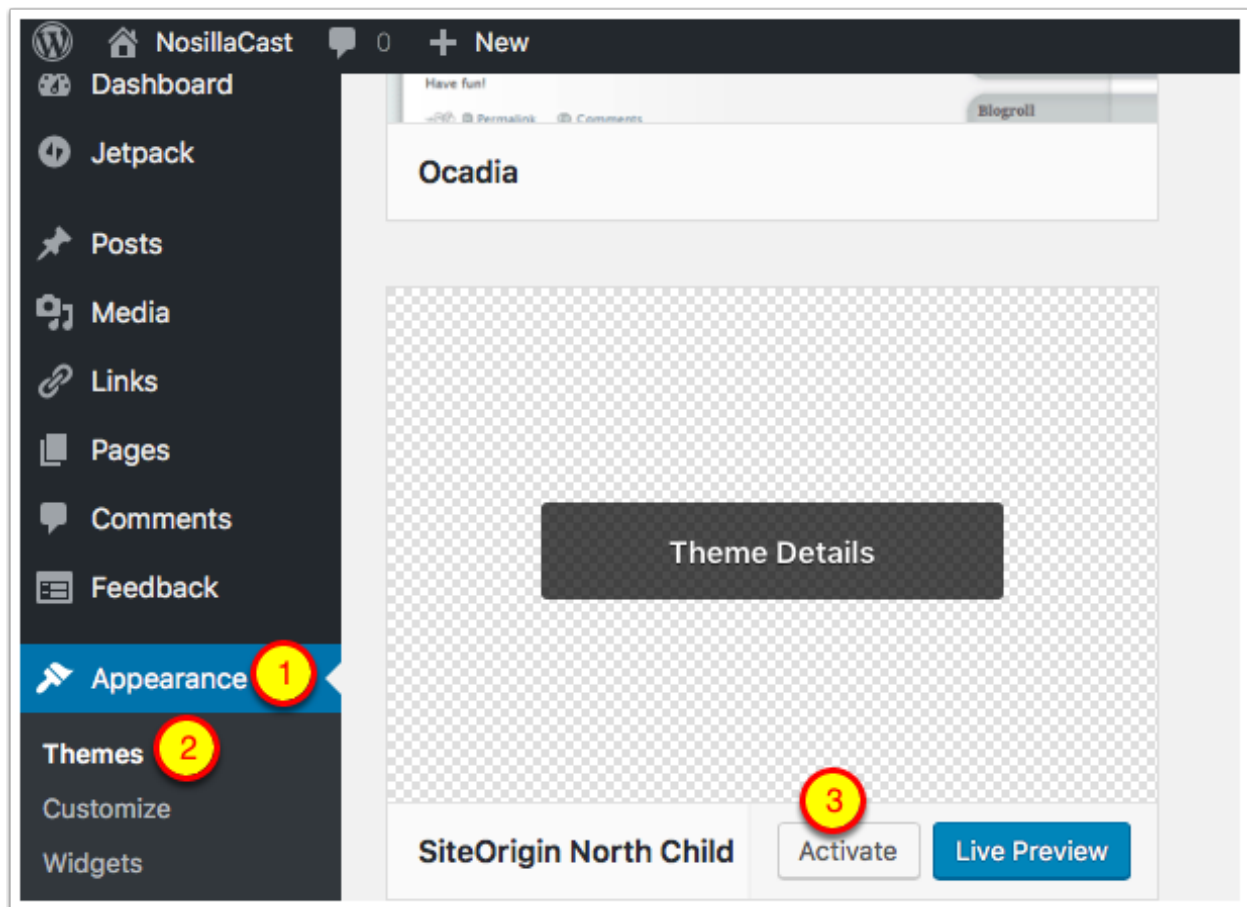 NosillaCast 0 + New
Dashboard
Jetpack
Posts
Media
Links
Pages
Comments
Feedback
Appearance 1
Themes 2
Customize
Widgets
Have fun!
Permalink Comments
Blogroll
Ocadia
Theme Details
3
SiteOrigin North Child Activate Live Preview